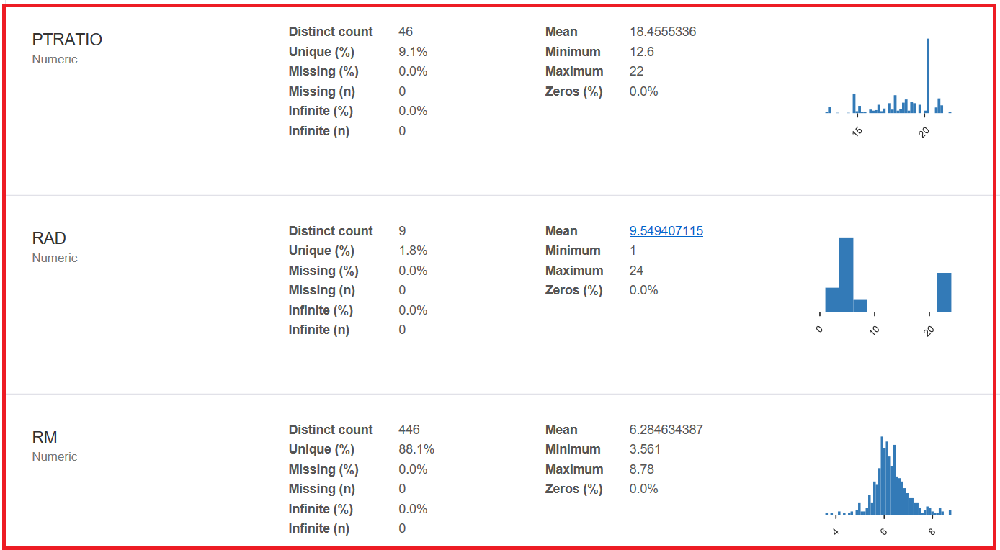 PTRATIO
Numeric
Distinct count 46
Unique (%) 9.1%
Missing (%) 0.0%
Missing (n) 0
Infinite (%) 0.0%
Infinite (n) 0
Mean 18.4555336
Minimum 12.6
Maximum 22
Zeros (%) 0.0%
15 20
RAD
Numeric
Distinct count 9
Unique (%) 1.8%
Missing (%) 0.0%
Missing (n) 0
Infinite (%) 0.0%
Infinite (n) 0
Mean 9.549407115
Minimum 1
Maximum 24
Zeros (%) 0.0%
0 10 20
RM
Numeric
Distinct count 446
Unique (%) 88.1%
Missing (%) 0.0%
Missing (n) 0
Infinite (%) 0.0%
Infinite (n) 0
Mean 6.284634387
Minimum 3.561
Maximum 8.78
Zeros (%) 0.0%
4 6 8